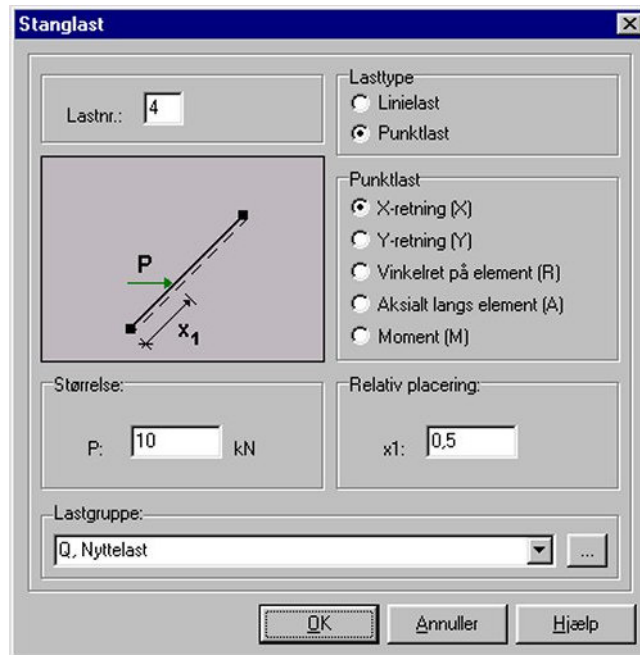 Stanglast
Lastnr.: 4
Lasttype
Linielast
Punktlast
P
x1
Punktlast
X-retning (X)
Y-retning (Y)
Vinkelret på element (R)
Aksialt langs element (A)
Moment (M)
Størrelse:
P: 10 kN
Relativ placering:
x1: 0,5
Lastgruppe:
Q, Nyttelast
...
OK Annuller Hjælp